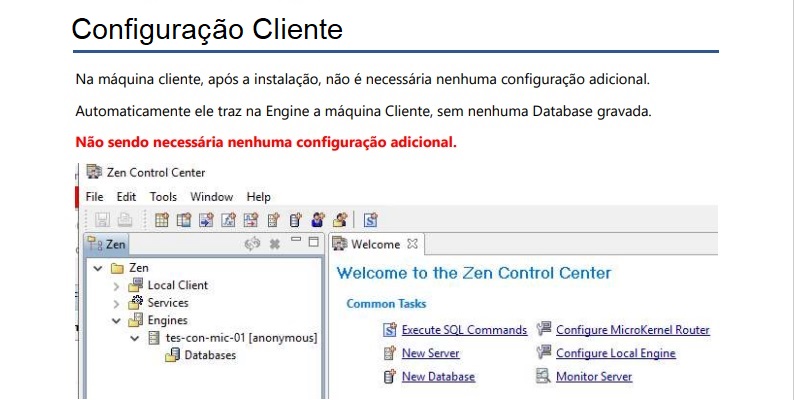 Configuração Cliente
Na máquina cliente, após a instalação, não é necessária nenhuma configuração adicional.
Automaticamente ele traz na Engine a máquina Cliente, sem nenhuma Database gravada.
Não sendo necessária nenhuma configuração adicional.
Zen Control Center
File Edit Tools Window Help
Zen
Welcome
Zen
Local Client
Services
Engines
tes-con-mic-01 [anonymous]
Databases
Welcome to the Zen Control Center
Common Tasks
Execute SQL Commands Configure MicroKernel Router
New Server Configure Local Engine
New Database Monitor Server